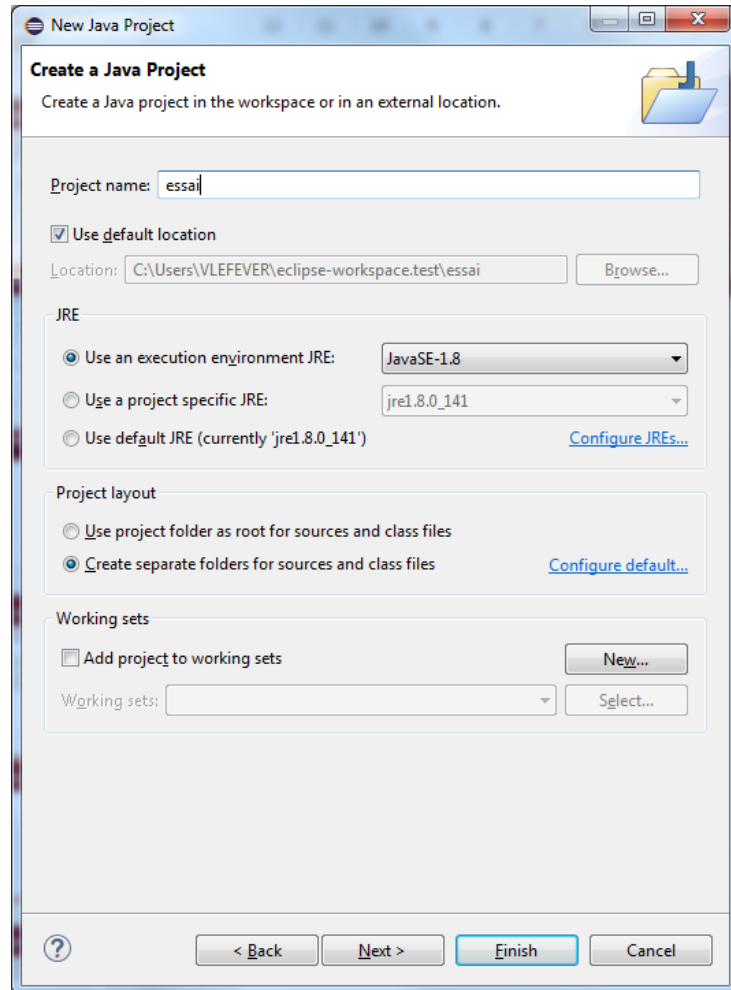 New Java Project
Create a Java Project
Create a Java project in the workspace or in an external location.
Project name: essai
Use default location
Location: C:\Users\VLEFEVER\eclipse-workspace.test\essai Browse...
JRE
Use an execution environment JRE: JavaSE-1.8
Use a project specific JRE: jre1.8.0_141
Use default JRE (currently 'jre1.8.0_141') Configure JREs...
Project layout
Use project folder as root for sources and class files
Create separate folders for sources and class files Configure default...
Working sets
Add project to working sets New...
Working sets: Select...
? < Back Next > Finish Cancel